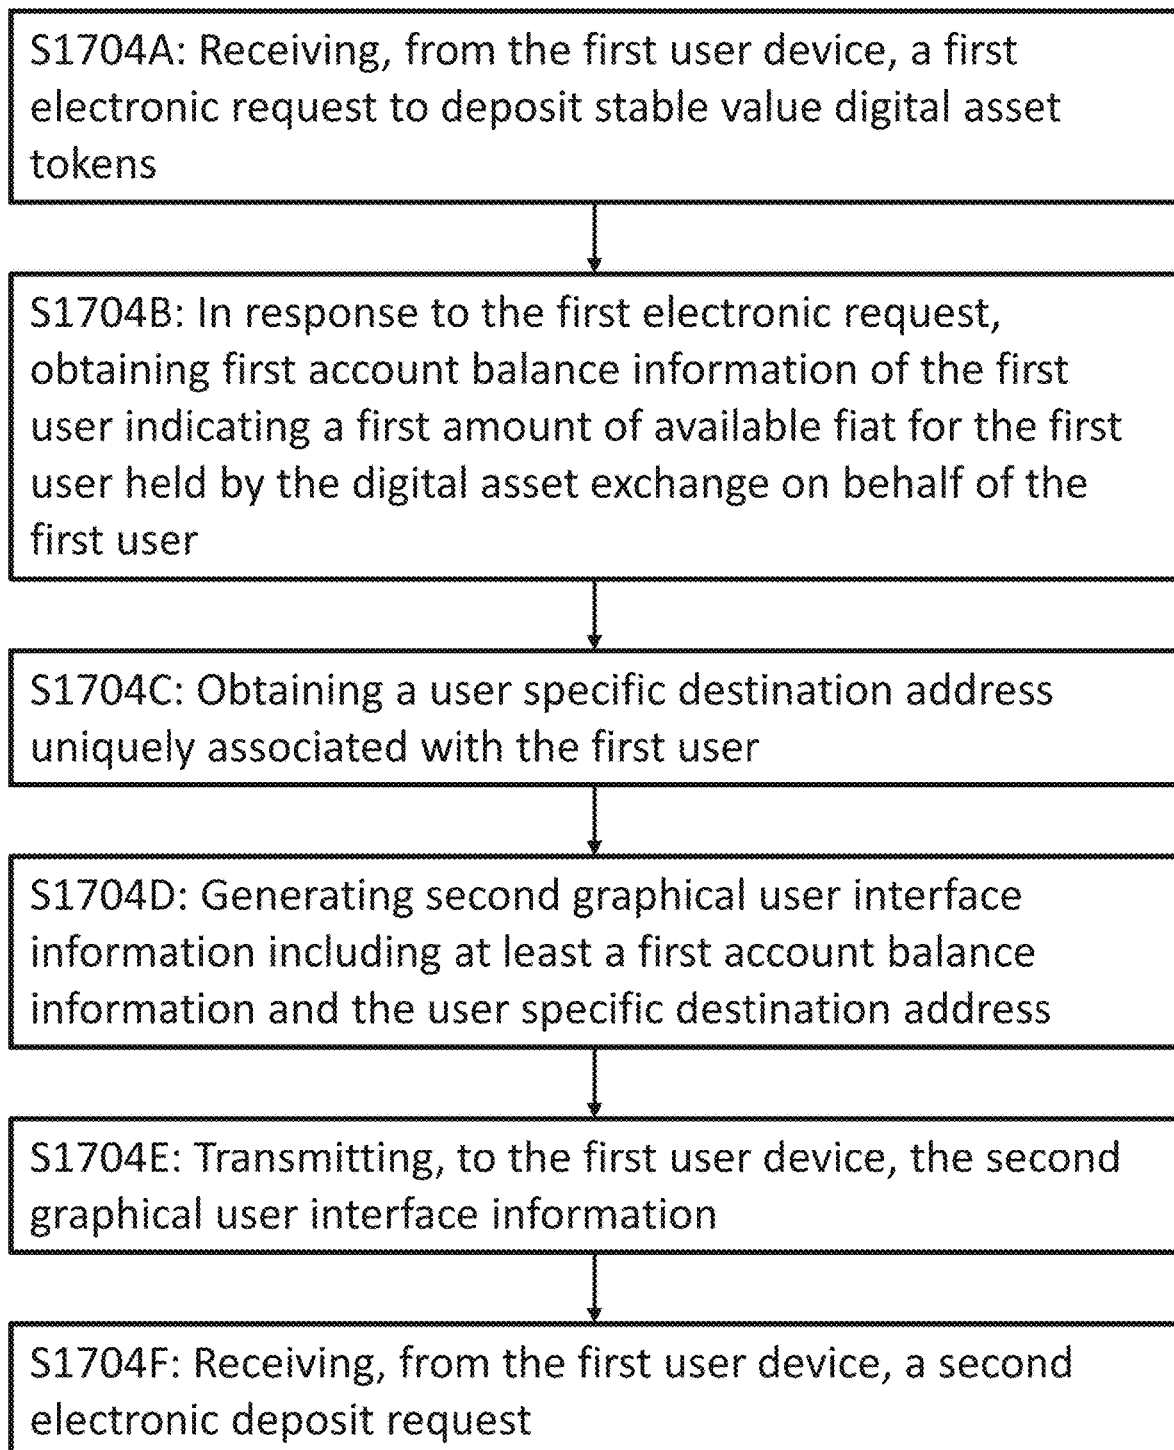 S1704A: Receiving, from the first user device, a first
electronic request to deposit stable value digital asset
tokens
S1704B: In response to the first electronic request,
obtaining first account balance information of the first
user indicating a first amount of available fiat for the first
user held by the digital asset exchange on behalf of the
first user
S1704C: Obtaining a user specific destination address
uniquely associated with the first user
S1704D: Generating second graphical user interface
information including at least a first account balance
information and the user specific destination address
S1704E: Transmitting, to the first user device, the second
graphical user interface information
S1704F: Receiving, from the first user device, a second
electronic deposit request